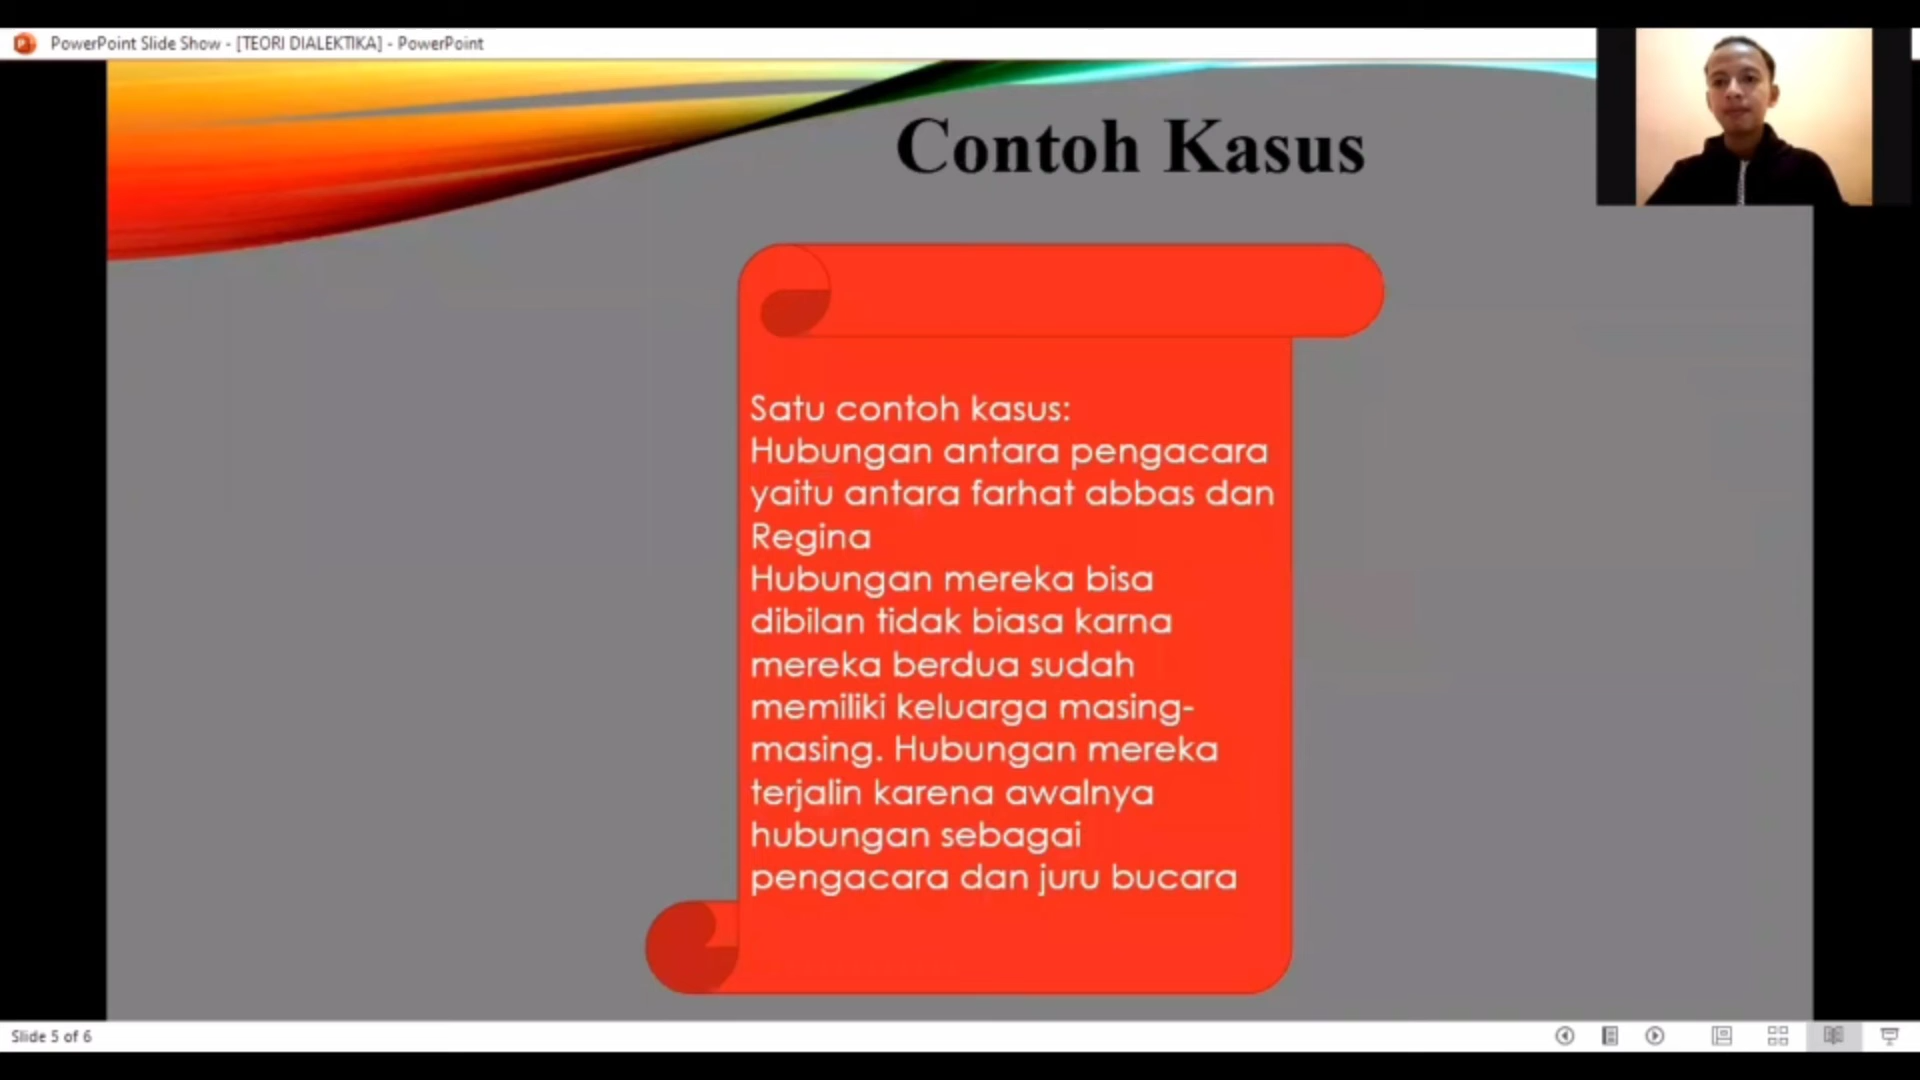 PowerPoint Slide Show - [TEORI DIALEKTIKA] - PowerPoint
Contoh Kasus
Satu contoh kasus:
Hubungan antara pengacara
yaitu antara farhat abbas dan
Regina
Hubungan mereka bisa
dibilan tidak biasa karna
mereka berdua sudah
memiliki keluarga masing-
masing. Hubungan mereka
terjalin karena awalnya
hubungan sebagai
pengacara dan juru bucara
Slide 5 of 6